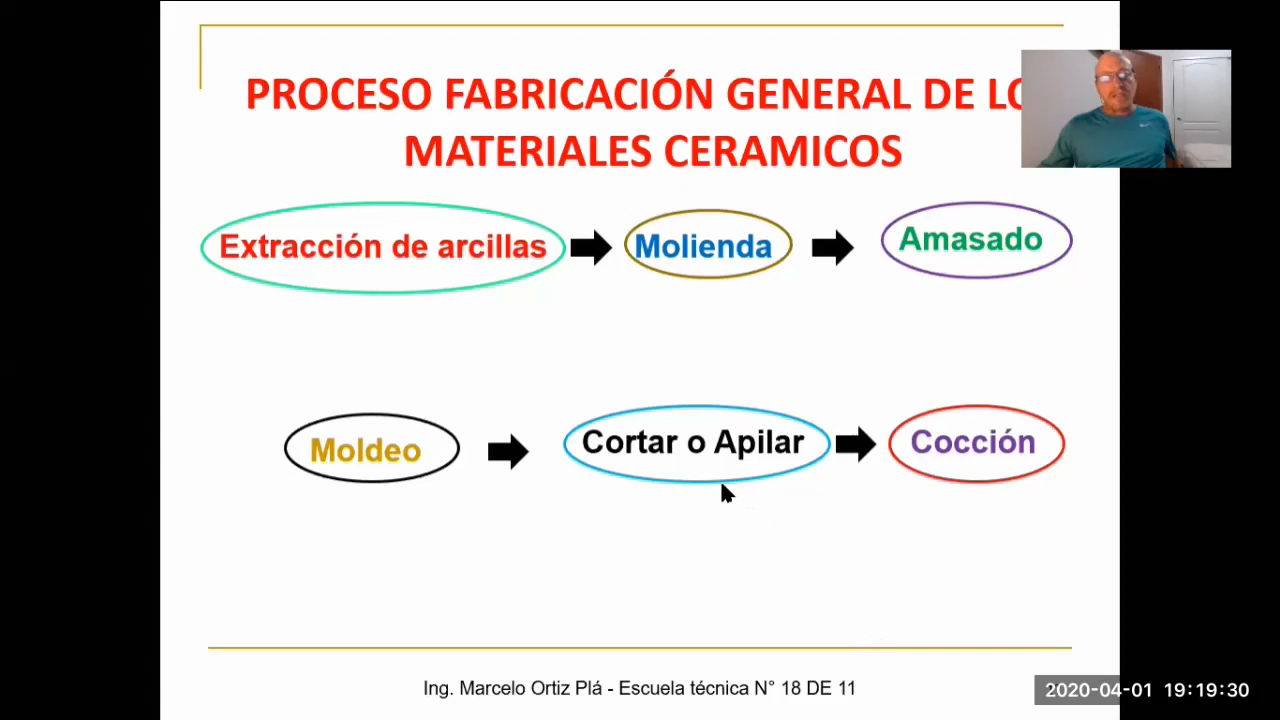 PROCESO FABRICACIÓN GENERAL DE LO
MATERIALES CERAMICOS
Extracción de arcillas
Molienda
Amasado
Moldeo
Cortar o Apilar
Cocción
Ing. Marcelo Ortiz Plá - Escuela técnica N° 18 DE 11
2020-04-01 19:19:30